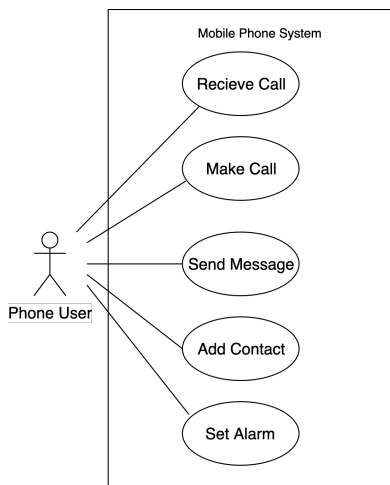 Mobile Phone System
Recieve Call
Make Call
Send Message
Phone User
Add Contact
Set Alarm